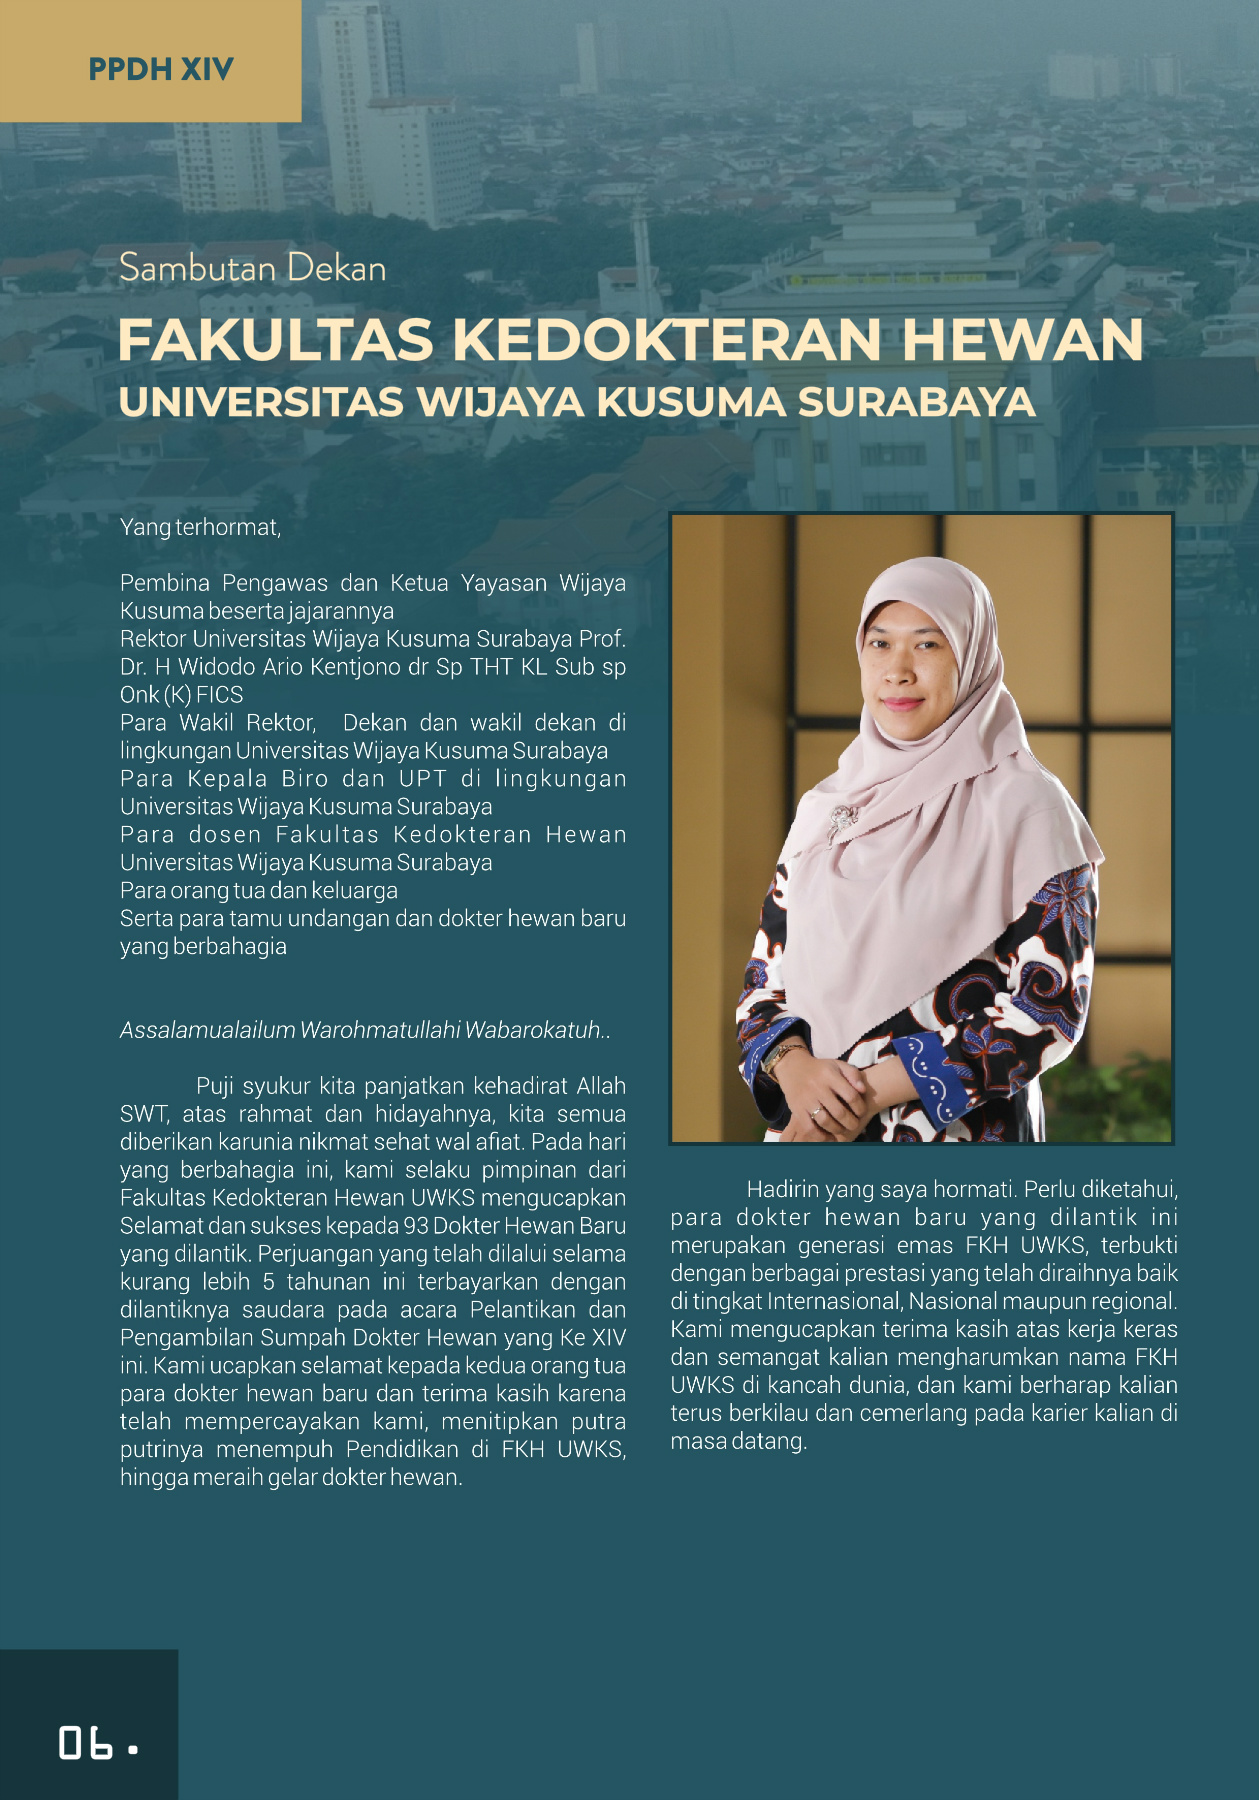 PPDH XIV
Sambutan Dekan
FAKULTAS KEDOKTERAN HEWAN
UNIVERSITAS WIJAYA KUSUMA SURABAYA
Yang terhormat,
Pembina Pengawas dan Ketua Yayasan Wijaya
Kusuma beserta jajarannya
Rektor Universitas Wijaya Kusuma Surabaya Prof.
Dr. H Widodo Ario Kentjono dr Sp THT KL Sub sp
Onk (K) FICS
Para Wakil Rektor, Dekan dan wakil dekan di
lingkungan Universitas Wijaya Kusuma Surabaya
Para Kepala Biro dan UPT di lingkungan
Universitas Wijaya Kusuma Surabaya
Para dosen Fakultas Kedokteran Hewan
Universitas Wijaya Kusuma Surabaya
Para orang tua dan keluarga
Serta para tamu undangan dan dokter hewan baru
yang berbahagia
Assalamualailum Warohmatullahi Wabarokatuh..
Puji syukur kita panjatkan kehadirat Allah
SWT, atas rahmat dan hidayahnya, kita semua
diberikan karunia nikmat sehat wal afiat. Pada hari
yang berbahagia ini, kami selaku pimpinan dari
Fakultas Kedokteran Hewan UWKS mengucapkan
Selamat dan sukses kepada 93 Dokter Hewan Baru
yang dilantik. Perjuangan yang telah dilalui selama
kurang lebih 5 tahunan ini terbayarkan dengan
dilantiknya saudara pada acara Pelantikan dan
Pengambilan Sumpah Dokter Hewan yang Ke XIV
ini. Kami ucapkan selamat kepada kedua orang tua
para dokter hewan baru dan terima kasih karena
telah mempercayakan kami, menitipkan putra
putrinya menempuh Pendidikan di FKH UWKS,
hingga meraih gelar dokter hewan.
Hadirin yang saya hormati. Perlu diketahui,
para dokter hewan baru yang dilantik ini
merupakan generasi emas FKH UWKS, terbukti
dengan berbagai prestasi yang telah diraihnya baik
di tingkat Internasional, Nasional maupun regional.
Kami mengucapkan terima kasih atas kerja keras
dan semangat kalian mengharumkan nama FKH
UWKS di kancah dunia, dan kami berharap kalian
terus berkilau dan cemerlang pada karier kalian di
masa datang.
06.